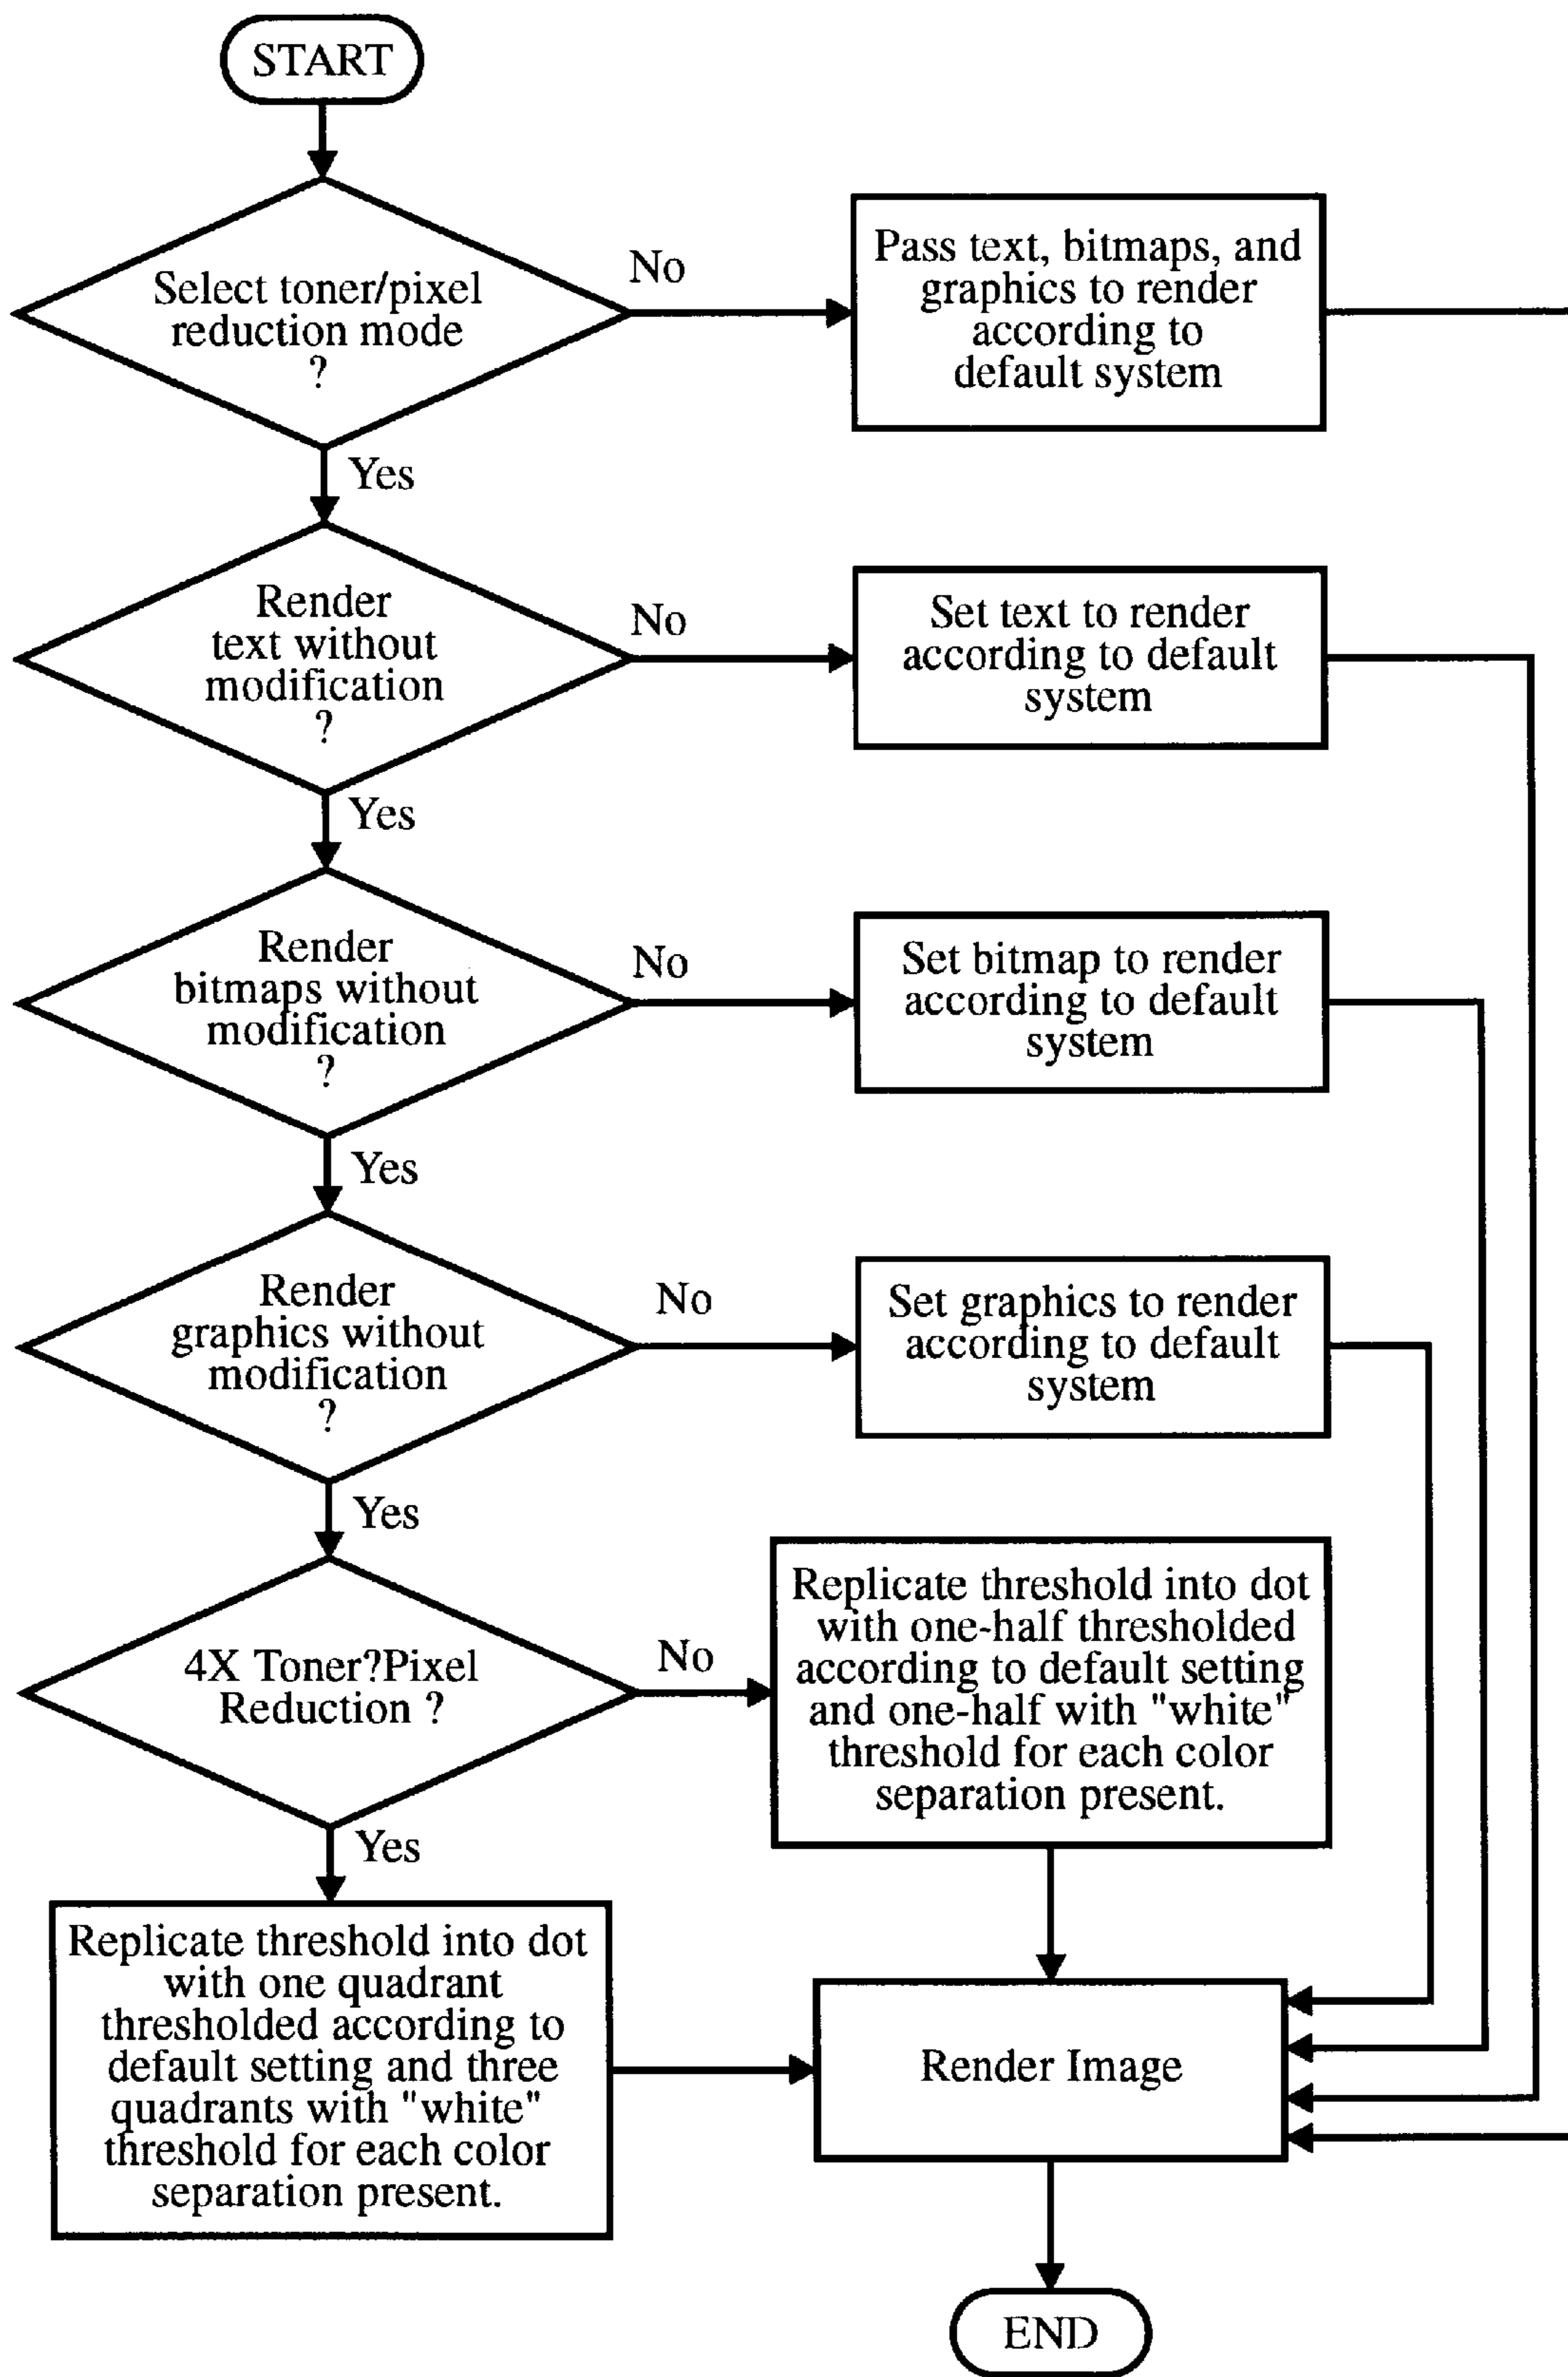 START
Select toner/pixel
reduction mode
?
No
Pass text, bitmaps, and
graphics to render
according to
default system
Yes
Render
text without
modification
?
No
Set text to render
according to default
system
Yes
Render
bitmaps without
modification
?
No
Set bitmap to render
according to default
system
Yes
Render
graphics without
modification
?
No
Set graphics to render
according to default
system
Yes
4X Toner?Pixel
Reduction ?
No
Replicate threshold into dot
with one-half thresholded
according to default setting
and one-half with "white"
threshold for each color
separation present.
Yes
Replicate threshold into dot
with one quadrant
thresholded according to
default setting and three
quadrants with "white"
threshold for each color
separation present.
Render Image
END